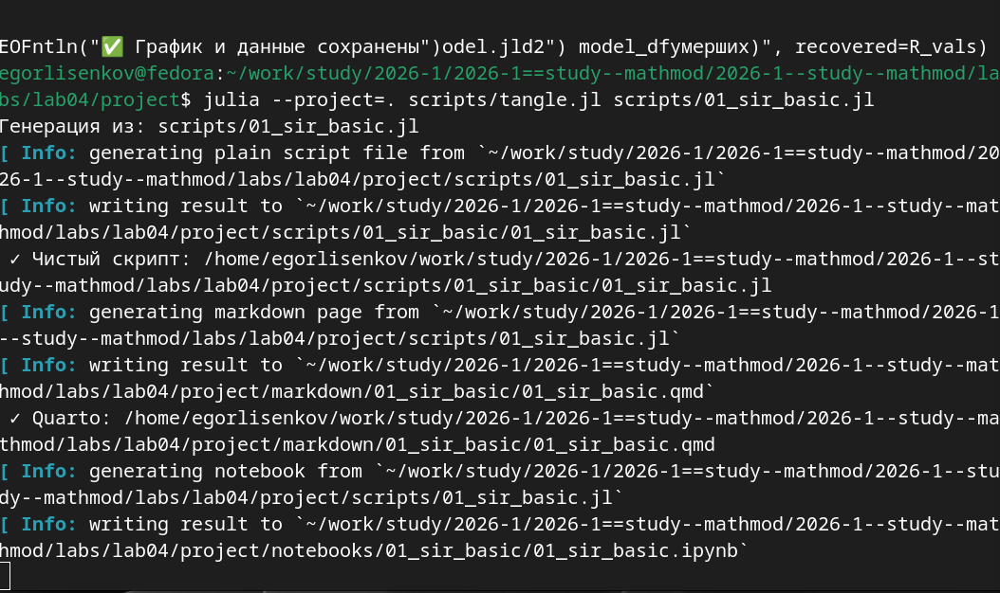 EOFntln("✅ График и данные сохранены")odel.jld2") model_dfумерших)", recovered=R_vals)
egorlisenkov@fedora:~/work/study/2026-1/2026-1==study--mathmod/2026-1--study--mathmod/la
bs/lab04/project$ julia --project=. scripts/tangle.jl scripts/01_sir_basic.jl
Генерация из: scripts/01_sir_basic.jl
[ Info: generating plain script file from `~/work/study/2026-1/2026-1==study--mathmod/20
26-1--study--mathmod/labs/lab04/project/scripts/01_sir_basic.jl`
[ Info: writing result to `~/work/study/2026-1/2026-1==study--mathmod/2026-1--study--mat
hmod/labs/lab04/project/scripts/01_sir_basic/01_sir_basic.jl`
✓ Чистый скрипт: /home/egorlisenkov/work/study/2026-1/2026-1==study--mathmod/2026-1--st
udy--mathmod/labs/lab04/project/scripts/01_sir_basic/01_sir_basic.jl
[ Info: generating markdown page from `~/work/study/2026-1/2026-1==study--mathmod/2026-1
--study--mathmod/labs/lab04/project/scripts/01_sir_basic.jl`
[ Info: writing result to `~/work/study/2026-1/2026-1==study--mathmod/2026-1--study--mat
hmod/labs/lab04/project/markdown/01_sir_basic/01_sir_basic.qmd`
✓ Quarto: /home/egorlisenkov/work/study/2026-1/2026-1==study--mathmod/2026-1--study--ma
thmod/labs/lab04/project/markdown/01_sir_basic/01_sir_basic.qmd
[ Info: generating notebook from `~/work/study/2026-1/2026-1==study--mathmod/2026-1--stu
dy--mathmod/labs/lab04/project/scripts/01_sir_basic.jl`
[ Info: writing result to `~/work/study/2026-1/2026-1==study--mathmod/2026-1--study--mat
hmod/labs/lab04/project/notebooks/01_sir_basic/01_sir_basic.ipynb`